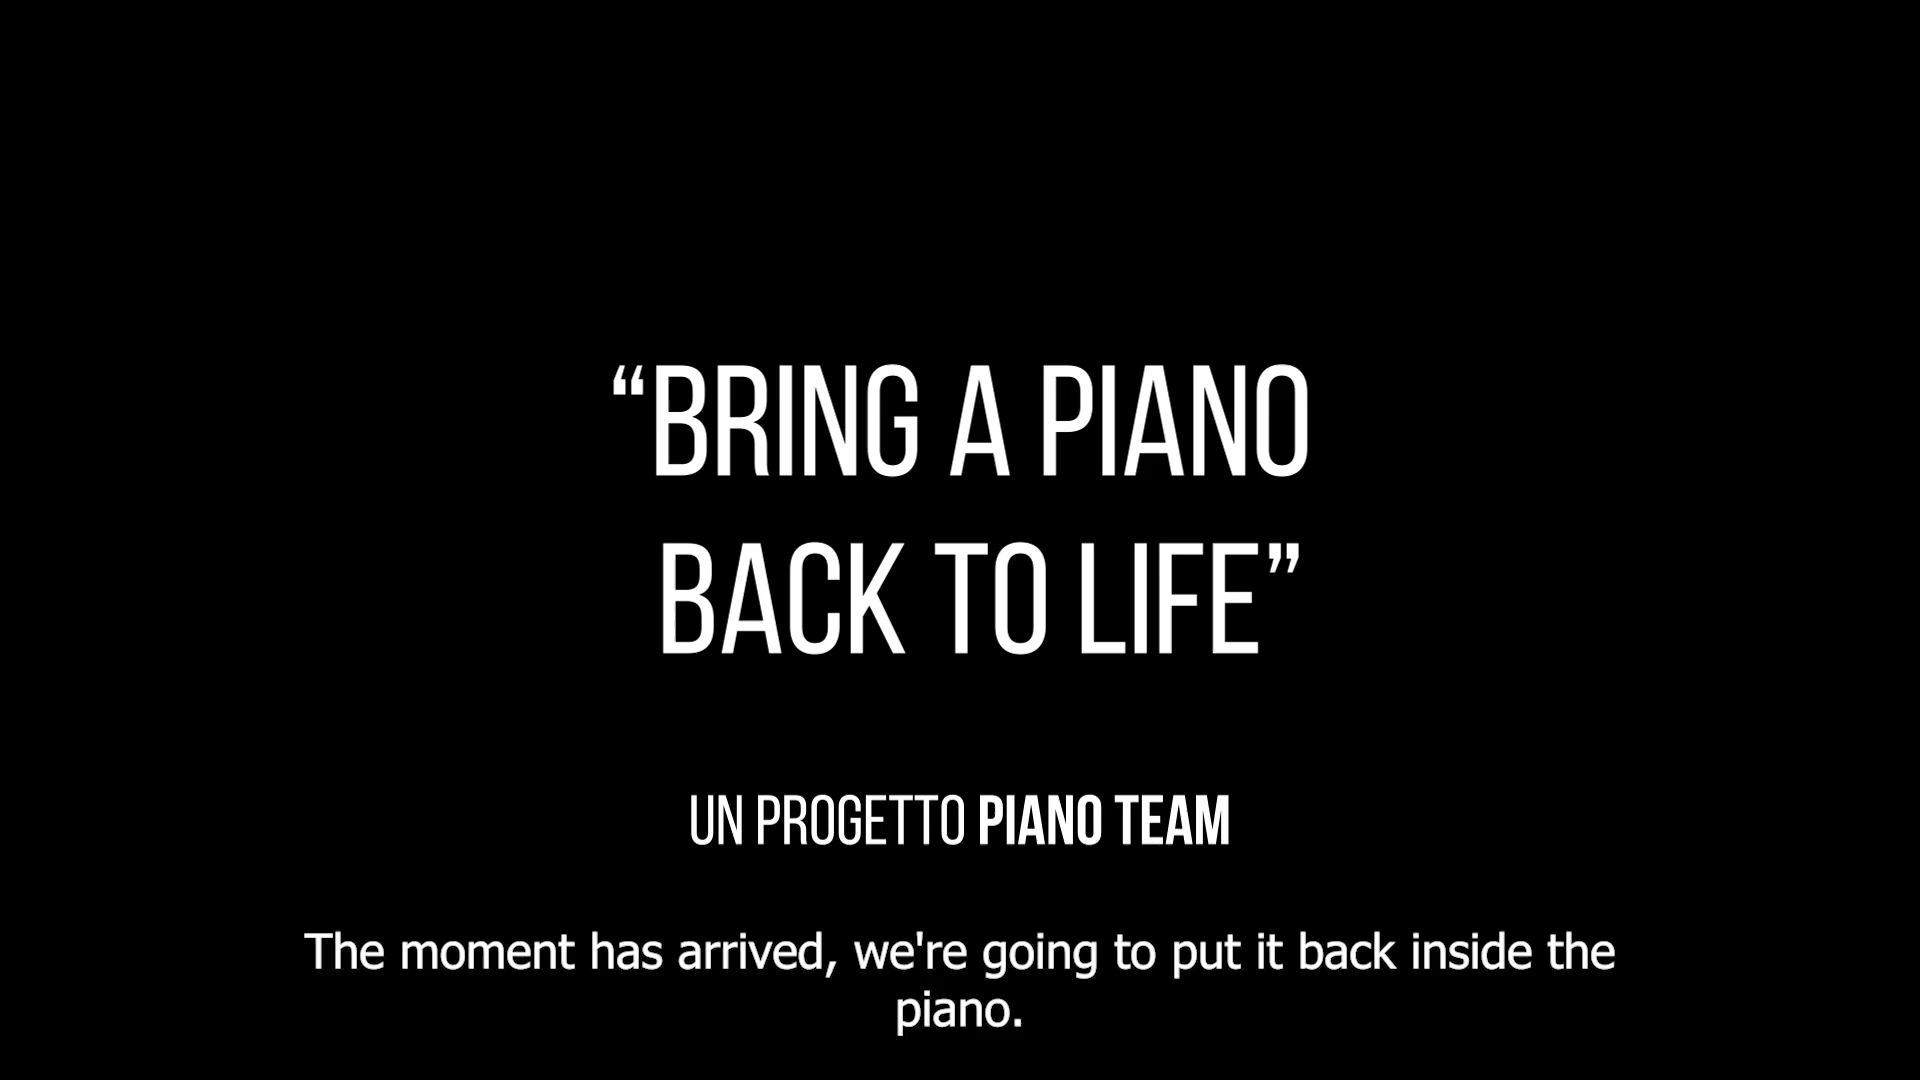 “BRING A PIANO
BACK TO LIFE”
UN PROGETTO PIANO TEAM
The moment has arrived, we're going to put it back inside the
piano.